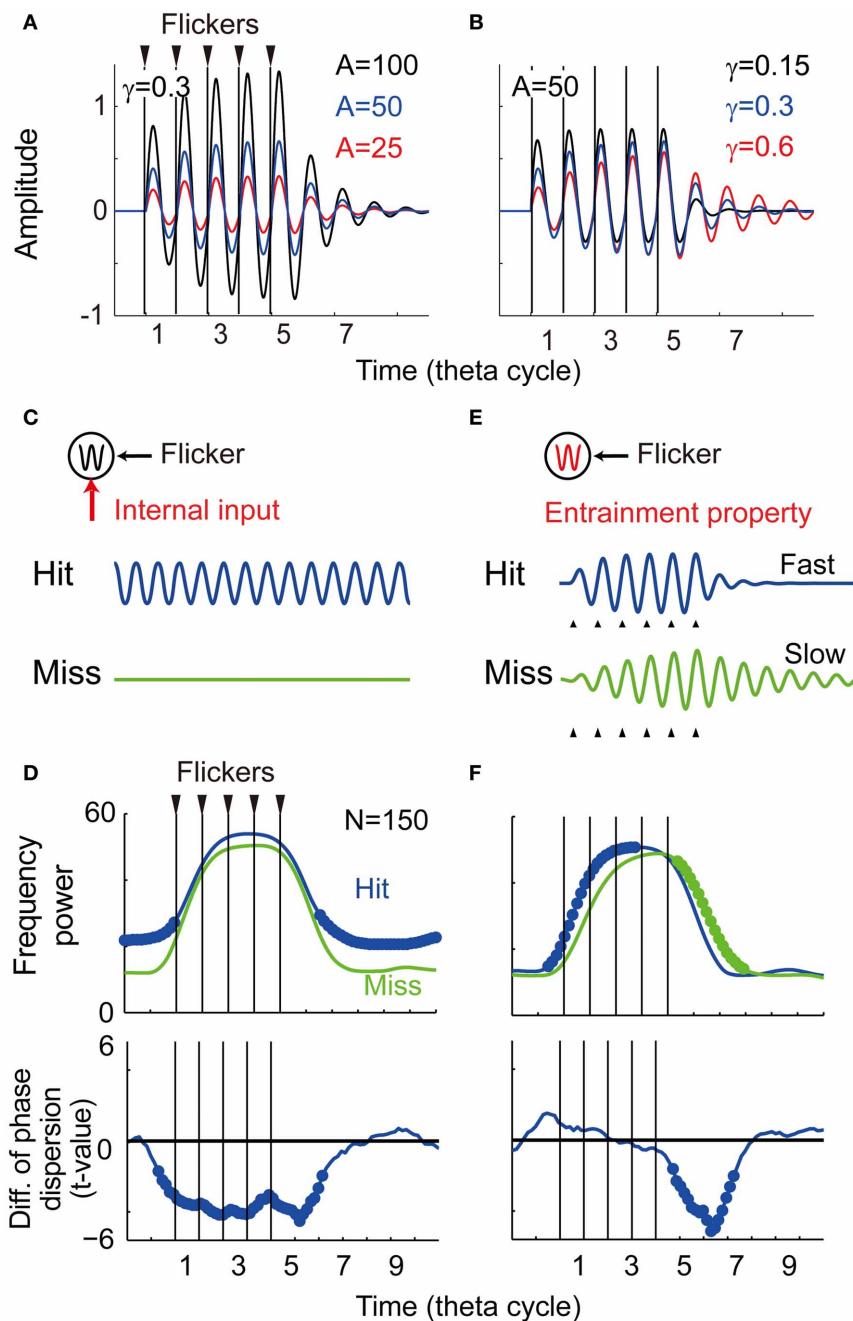 A
Flickers
γ=0.3
A=100
A=50
A=25
1
0
-1
Amplitude
1 3 5 7
B
A=50
γ=0.15
γ=0.3
γ=0.6
1 3 5 7
Time (theta cycle)
C
Flicker
Internal input
Hit
Miss
E
Flicker
Entrainment property
Hit
Fast
Miss
Slow
D
Flickers
60
N=150
Frequency
power
Hit
Miss
0
F
6
Diff. of phase
dispersion
(t-value)
0
−6
1 3 5 7 9
1 3 5 7 9
Time (theta cycle)